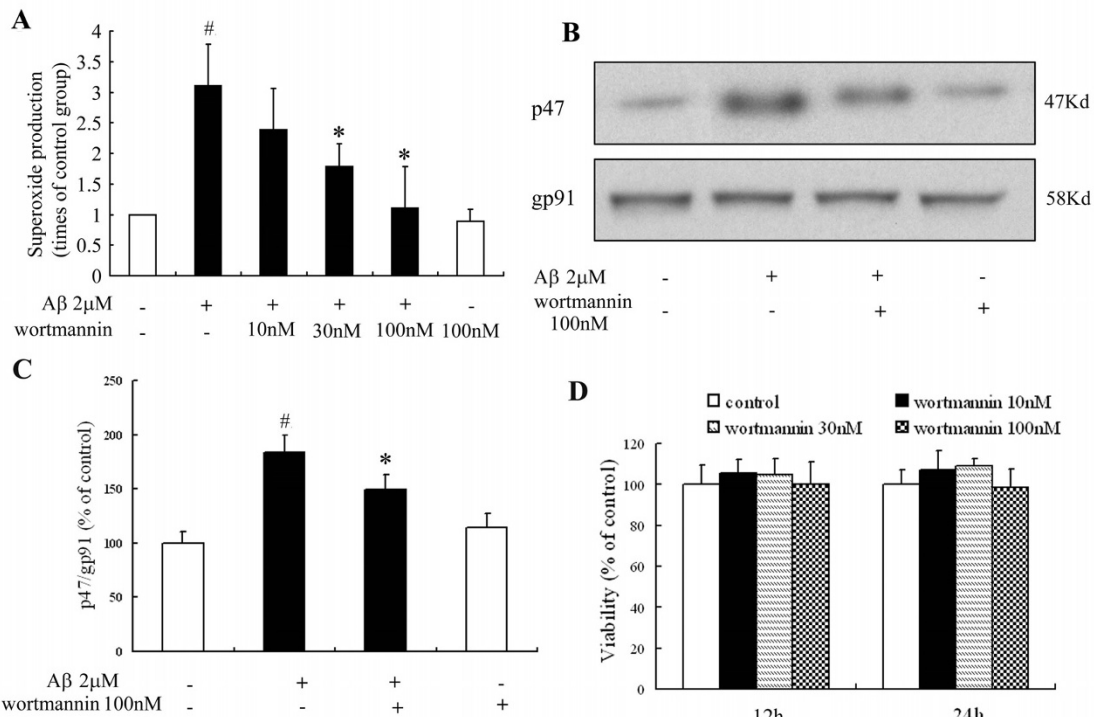 A
Superoxide production
(times of control group)
4
3.5
3
2.5
2
1.5
1
0.5
0
#
*
*
Aβ 2μM - + + + + -
wortmannin - - 10nM 30nM 100nM 100nM
B
p47 47Kd
gp91 58Kd
Aβ 2μM - + + -
wortmannin
100nM - - + +
C
p47/gp91 (% of control)
250
200
150
100
50
0
#
*
Aβ 2μM - + + -
wortmannin 100nM - - + +
D
control wortmannin 10nM
wortmannin 30nM wortmannin 100nM
Viability (% of control)
120
100
80
60
40
20
0
12h 24h